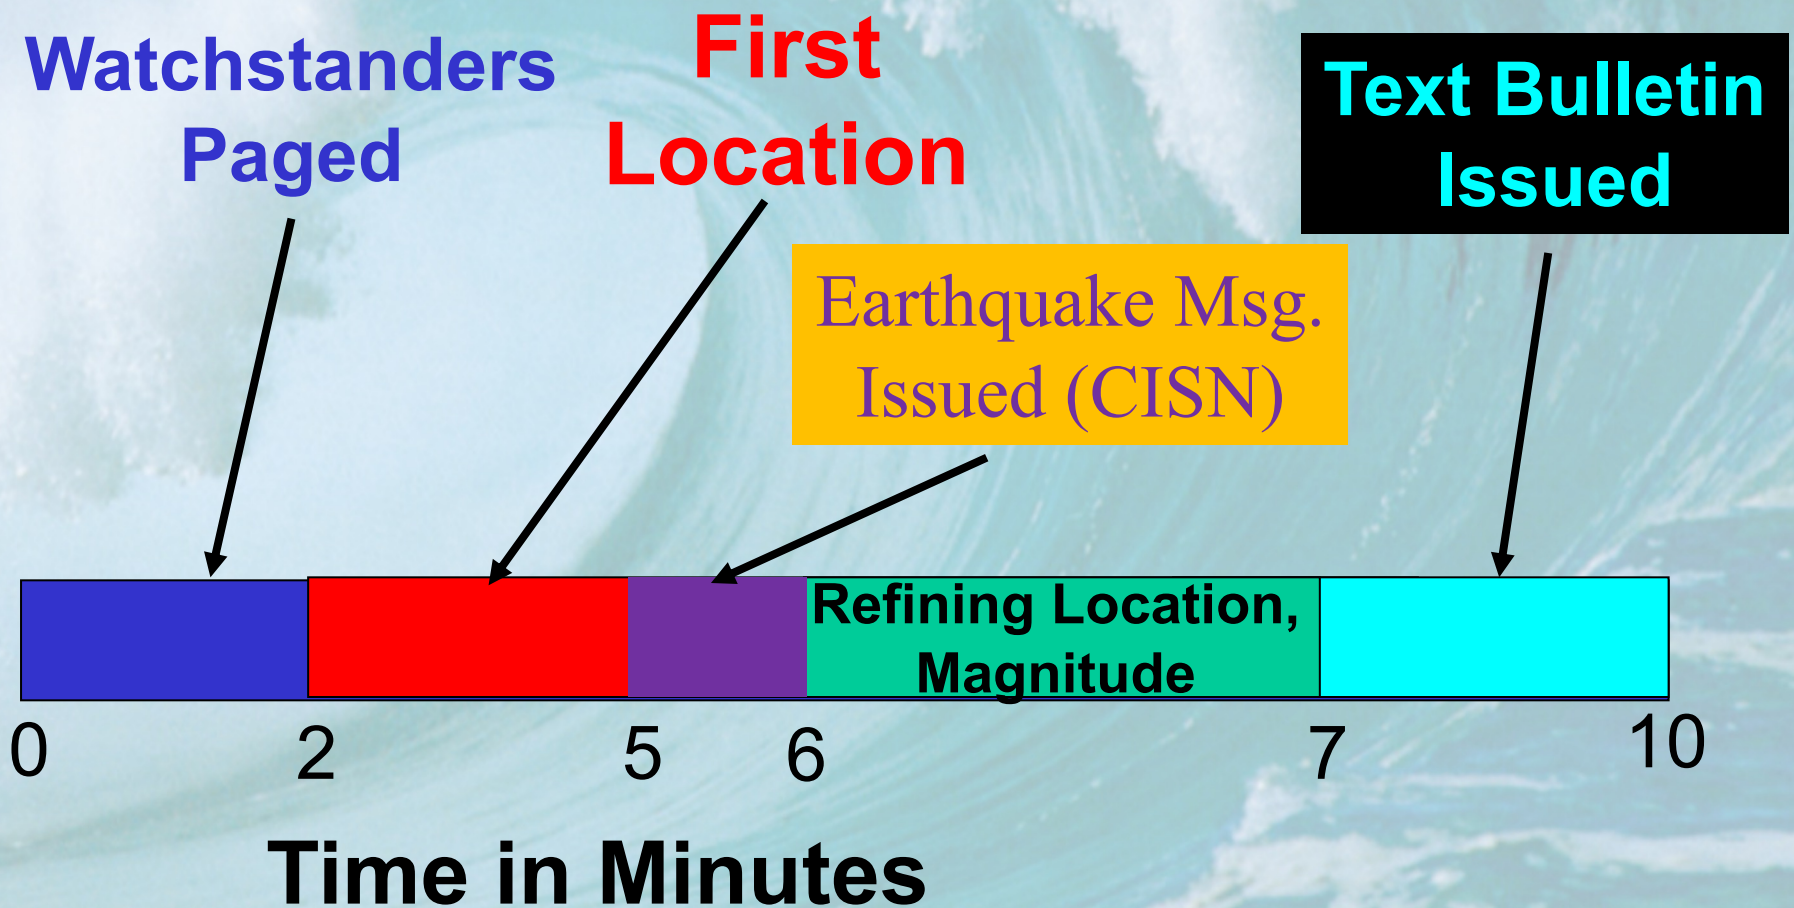 Watchstanders
Paged
First
Location
Text Bulletin
Issued
Earthquake Msg.
Issued (CISN)
Refining Location,
Magnitude
0 2 5 6 7 10
Time in Minutes